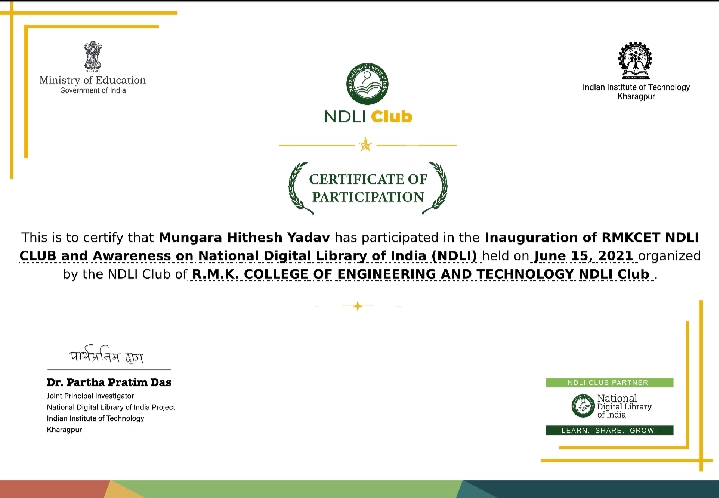 Ministry of Education
Government of India
Indian Institute of Technology
Kharagpur
NDLI Club
CERTIFICATE OF
PARTICIPATION
This is to certify that Mungara Hithesh Yadav has participated in the Inauguration of RMKCET NDLI
CLUB and Awareness on National Digital Library of India (NDLI) held on June 15, 2021 organized
by the NDLI Club of R.M.K. COLLEGE OF ENGINEERING AND TECHNOLOGY NDLI Club .
Dr. Partha Pratim Das
Joint Principal Investigator
National Digital Library of India Project
Indian Institute of Technology
Kharagpur
NDLI CLUB PARTNER
National
Digital Library
of India
LEARN. SHARE. GROW